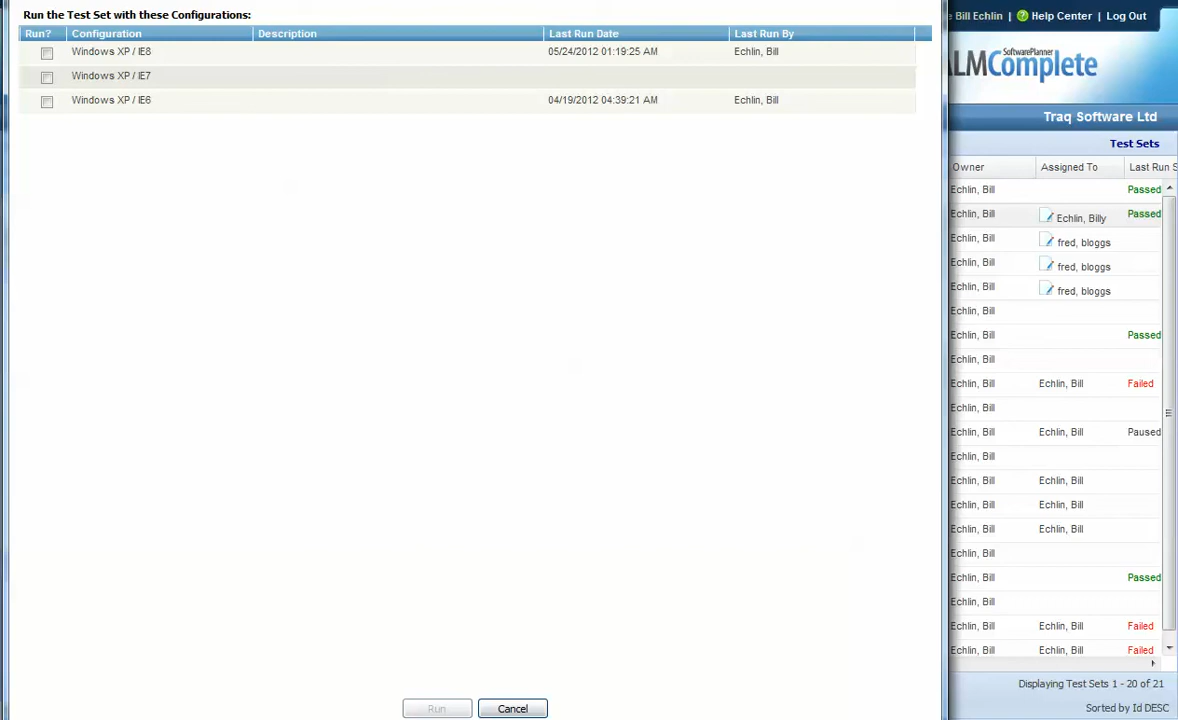 Run the Test Set with these Configurations:
Run? Configuration Description Last Run Date Last Run By
Windows XP / IE8 05/24/2012 01:19:25 AM Echlin, Bill
Windows XP / IE7
Windows XP / IE6 04/19/2012 04:39:21 AM Echlin, Bill
Run Cancel
Bill Echlin | Help Center | Log Out
SoftwarePlanner
ALMComplete
Traq Software Ltd
Test Sets
Owner Assigned To Last Run S
Echlin, Bill Passed
Echlin, Bill Echlin, Billy Passed
Echlin, Bill fred, bloggs
Echlin, Bill fred, bloggs
Echlin, Bill fred, bloggs
Echlin, Bill
Echlin, Bill Passed
Echlin, Bill
Echlin, Bill Echlin, Bill Failed
Echlin, Bill
Echlin, Bill Echlin, Bill Paused
Echlin, Bill
Echlin, Bill Echlin, Bill
Echlin, Bill Echlin, Bill
Echlin, Bill Echlin, Bill
Echlin, Bill
Echlin, Bill Passed
Echlin, Bill
Echlin, Bill Echlin, Bill Failed
Echlin, Bill Echlin, Bill Failed
Displaying Test Sets 1 - 20 of 21
Sorted by Id DESC